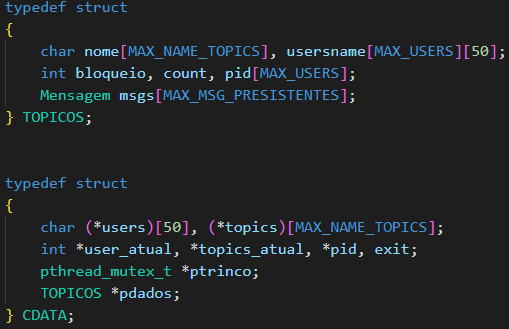 typedef struct
{
    char nome[MAX_NAME_TOPICS], usersname[MAX_USERS][50];
    int bloqueio, count, pid[MAX_USERS];
    Mensagem msgs[MAX_MSG_PRESISTENTES];
} TOPICOS;
typedef struct
{
    char (*users)[50], (*topics)[MAX_NAME_TOPICS];
    int *user_atual, *topics_atual, *pid, exit;
    pthread_mutex_t *ptrinco;
    TOPICOS *pdados;
} CDATA;